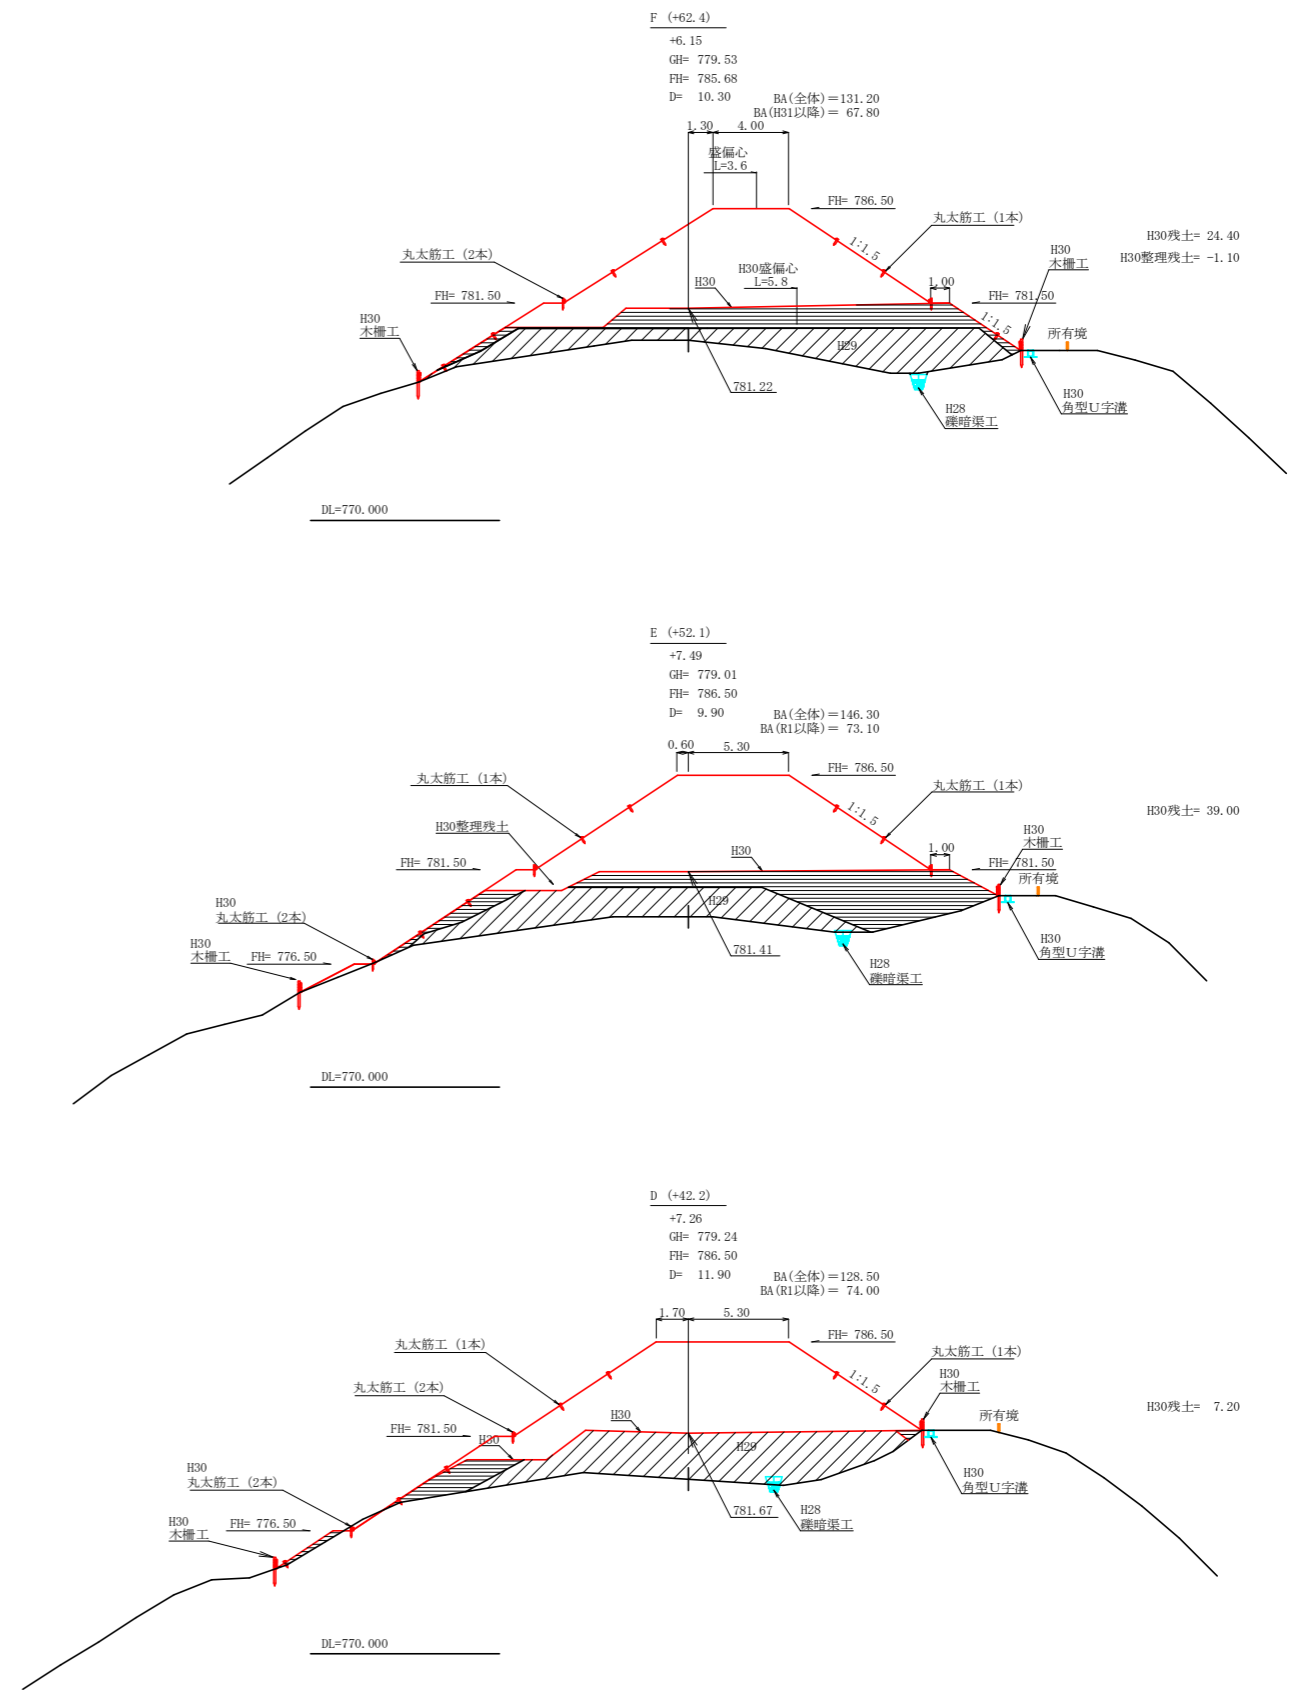 F (+62.4)
+6.15
GH= 779.53
FH= 785.68
D= 10.30
BA(全体)=131.20
BA(H31以降)= 67.80
1.30
4.00
盛偏心
L=3.6
FH= 786.50
丸太筋工 (1本)
1:1.5
H30残土= 24.40
H30整理残土= -1.10
丸太筋工 (2本)
H30
木柵工
H30盛偏心
L=5.8
H30
1.00
FH= 781.50
FH= 781.50
H30
木柵工
1:1.5
所有境
H29
781.22
H30
角型U字溝
H28
礫暗渠工
DL=770.000
E (+52.1)
+7.49
GH= 779.01
FH= 786.50
D= 9.90
BA(全体)=146.30
BA(R1以降)= 73.10
0.60
5.30
FH= 786.50
丸太筋工 (1本)
丸太筋工 (1本)
1:1.5
H30残土= 39.00
H30整理残土
H30
木柵工
H30
1.00
FH= 781.50
FH= 781.50
所有境
H30
丸太筋工 (2本)
H29
H30
木柵工
FH= 776.50
781.41
H30
角型U字溝
H28
礫暗渠工
DL=770.000
D (+42.2)
+7.26
GH= 779.24
FH= 786.50
D= 11.90
BA(全体)=128.50
BA(R1以降)= 74.00
1.70
5.30
FH= 786.50
丸太筋工 (1本)
丸太筋工 (1本)
1:1.5
H30
木柵工
丸太筋工 (2本)
H30残土= 7.20
H30
所有境
FH= 781.50
H30
H29
H30
丸太筋工 (2本)
H30
角型U字溝
781.67
H28
礫暗渠工
H30
木柵工
FH= 776.50
DL=770.000